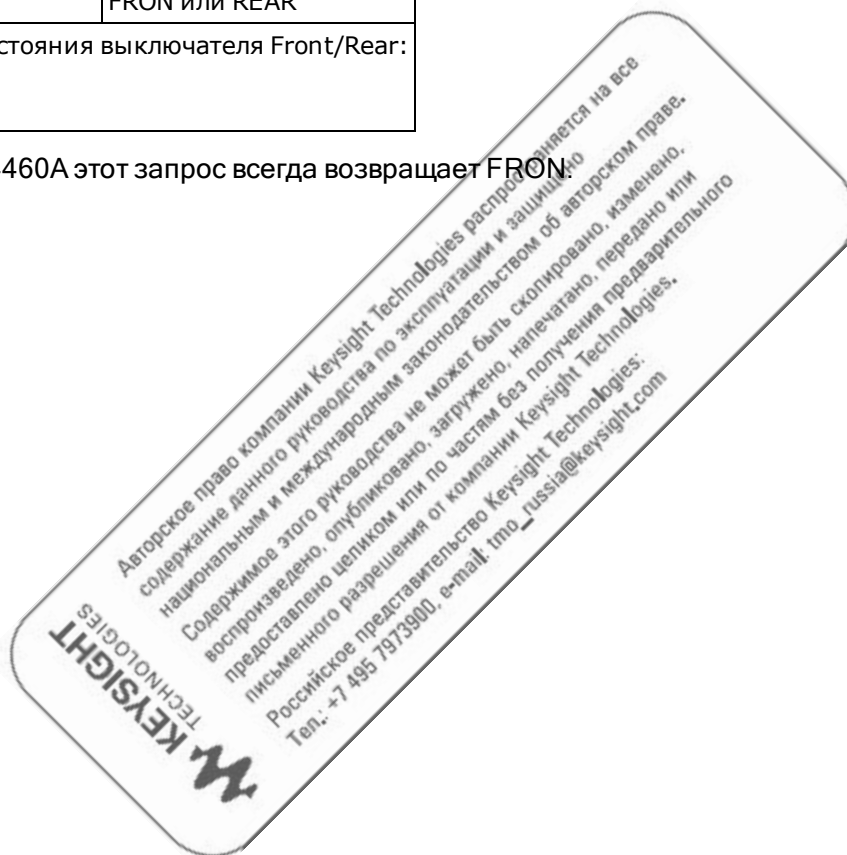 FRON или REAR
стояния выключателя Front/Rear:
460A этот запрос всегда возвращает FRON.
KEYSIGHT
TECHNOLOGIES
Авторское право компании Keysight Technologies распространяется на все
содержание данного руководства по эксплуатации и защищено
национальным и международным законодательством об авторском праве.
Содержимое этого руководства не может быть скопировано, изменено,
воспроизведено, опубликовано, загружено, напечатано, передано или
предоставлено целиком или по частям без получения предварительного
письменного разрешения от компании Keysight Technologies.
Российское представительство Keysight Technologies:
Тел.: +7 495 7973900, e-mail: tmo_russia@keysight.com